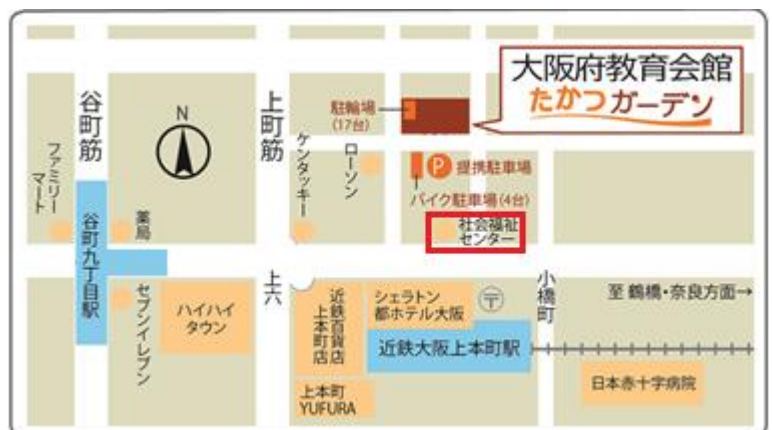 大阪府教育会館
たかつガーデン
谷町筋
N
上町筋
駐輪場
(17台)
ファミリー
マート
ケンタッキー
ローソン
P 提携駐車場
バイク駐車場(4台)
社会福祉
センター
薬局
谷町九丁目駅
上六
小橋町
至 鶴橋・奈良方面→
セブンイレブン
ハイハイ
タウン
近鉄百貨店
上本町店
シェラトン
都ホテル大阪
〒
近鉄大阪上本町駅
上本町
YUFURA
日本赤十字病院